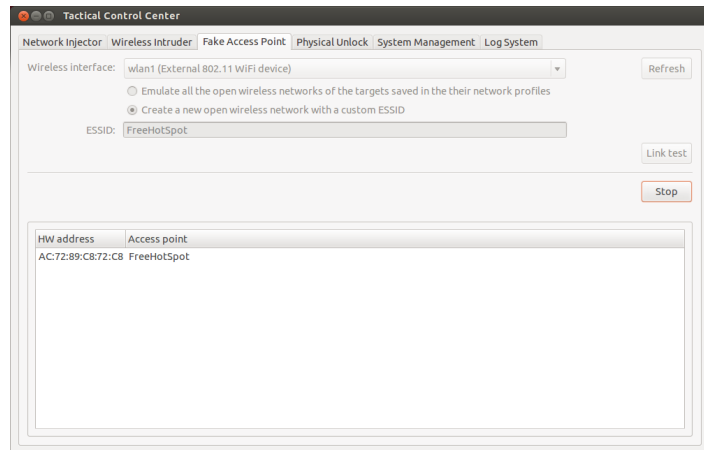 Tactical Control Center
Network Injector Wireless Intruder Fake Access Point Physical Unlock System Management Log System
Wireless interface: wlan1 (External 802.11 WiFi device) Refresh
Emulate all the open wireless networks of the targets saved in the their network profiles
Create a new open wireless network with a custom ESSID
ESSID: FreeHotSpot
Link test
Stop
HW address Access point
AC:72:89:C8:72:C8 FreeHotSpot